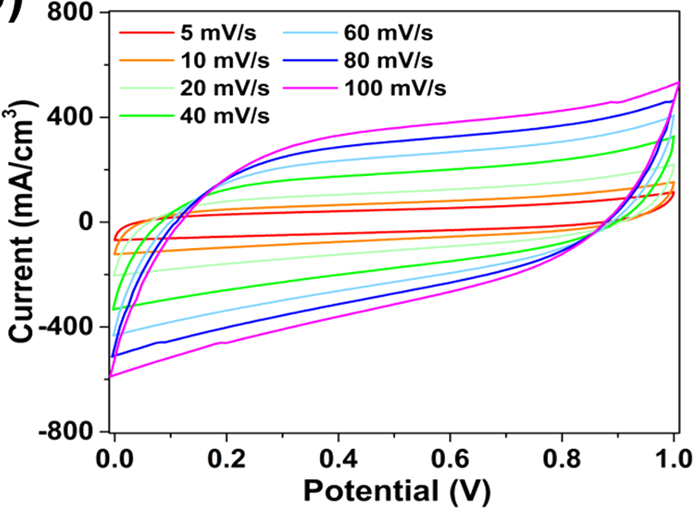 )
800
400
0
-400
-800
Current (mA/cm³)
5 mV/s
10 mV/s
20 mV/s
40 mV/s
60 mV/s
80 mV/s
100 mV/s
0.0 0.2 0.4 0.6 0.8 1.0
Potential (V)